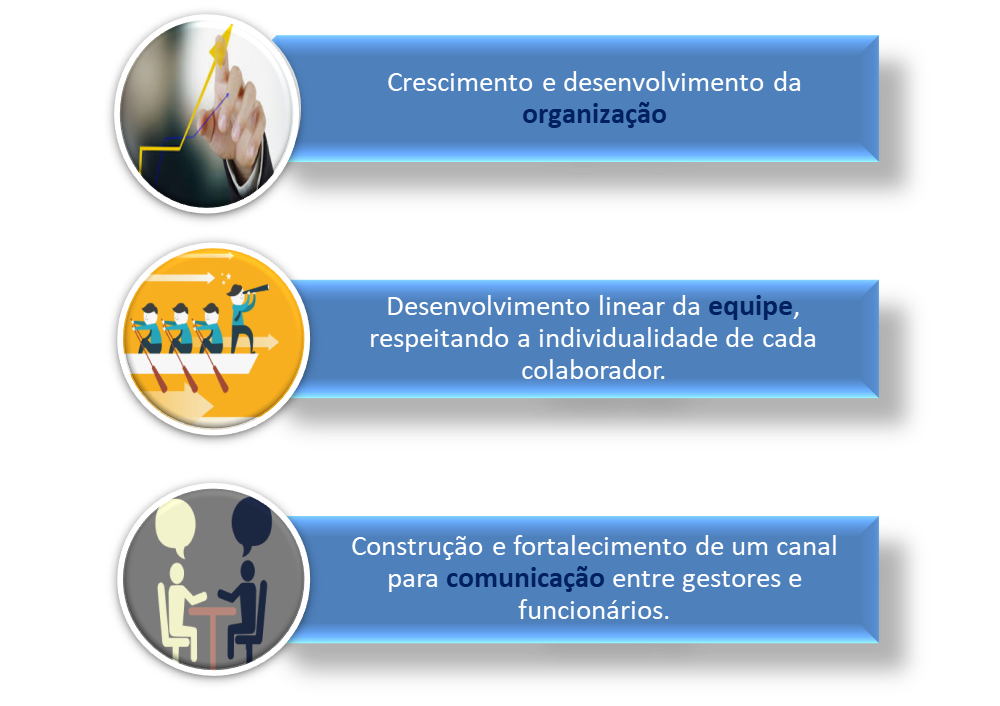 Crescimento e desenvolvimento da
organização
Desenvolvimento linear da equipe,
respeitando a individualidade de cada
colaborador.
Construção e fortalecimento de um canal
para comunicação entre gestores e
funcionários.